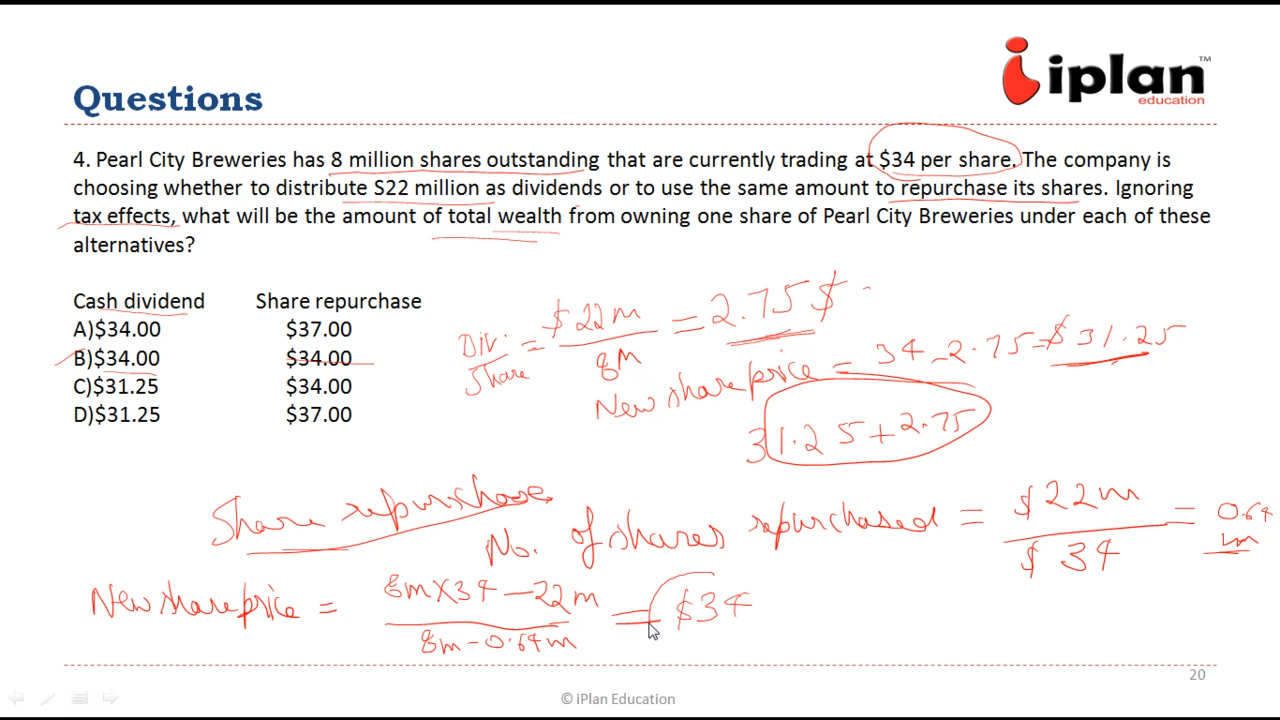 iplan
TM
education
Questions
4. Pearl City Breweries has 8 million shares outstanding that are currently trading at $34 per share. The company is
choosing whether to distribute $22 million as dividends or to use the same amount to repurchase its shares. Ignoring
tax effects, what will be the amount of total wealth from owning one share of Pearl City Breweries under each of these
alternatives?
Cash dividend Share repurchase
A)$34.00 $37.00
B)$34.00 $34.00
C)$31.25 $34.00
D)$31.25 $37.00
Div. / Share = $22m / 8m = 2.75 $
New share price = 34 - 2.75 = $31.25
31.25 + 2.75
Share repurchase
No. of shares repurchased = $22m / $34 = 0.64 m
New share price = 8m x 34 - 22m / 8m - 0.64m = $34
20
© iPlan Education